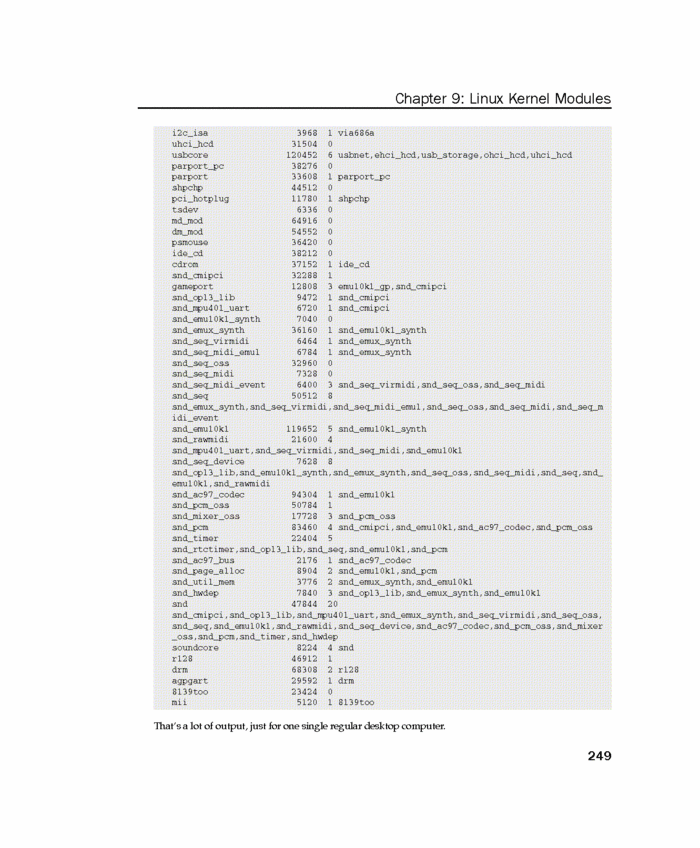 Chapter 9: Linux Kernel Modules
i2c_isa 3968 1 via686a
uhci_hcd 31504 0
usbcore 120452 6 usbnet,ehci_hcd,usb_storage,ohci_hcd,uhci_hcd
parport_pc 38276 0
parport 33608 1 parport_pc
shpchp 44512 0
pci_hotplug 11780 1 shpchp
tsdev 6336 0
md_mod 64916 0
dm_mod 54552 0
psmouse 36420 0
ide_cd 38212 0
cdrom 37152 1 ide_cd
snd_cmipci 32288 1
gameport 12808 3 emu10k1_gp,snd_cmipci
snd_opl3_lib 9472 1 snd_cmipci
snd_mpu401_uart 6720 1 snd_cmipci
snd_emu10k1_synth 7040 0
snd_emux_synth 36160 1 snd_emu10k1_synth
snd_seq_virmidi 6464 1 snd_emux_synth
snd_seq_midi_emul 6784 1 snd_emux_synth
snd_seq_oss 32960 0
snd_seq_midi 7328 0
snd_seq_midi_event 6400 3 snd_seq_virmidi,snd_seq_oss,snd_seq_midi
snd_seq 50512 8
snd_emux_synth,snd_seq_virmidi,snd_seq_midi_emul,snd_seq_oss,snd_seq_midi,snd_seq_m
idi_event
snd_emu10k1 119652 5 snd_emu10k1_synth
snd_rawmidi 21600 4
snd_mpu401_uart,snd_seq_virmidi,snd_seq_midi,snd_emu10k1
snd_seq_device 7628 8
snd_opl3_lib,snd_emu10k1_synth,snd_emux_synth,snd_seq_oss,snd_seq_midi,snd_seq,snd_
emu10k1,snd_rawmidi
snd_ac97_codec 94304 1 snd_emu10k1
snd_pcm_oss 50784 1
snd_mixer_oss 17728 3 snd_pcm_oss
snd_pcm 83460 4 snd_cmipci,snd_emu10k1,snd_ac97_codec,snd_pcm_oss
snd_timer 22404 5
snd_rtctimer,snd_opl3_lib,snd_seq,snd_emu10k1,snd_pcm
snd_ac97_bus 2176 1 snd_ac97_codec
snd_page_alloc 8904 2 snd_emu10k1,snd_pcm
snd_util_mem 3776 2 snd_emux_synth,snd_emu10k1
snd_hwdep 7840 3 snd_opl3_lib,snd_emux_synth,snd_emu10k1
snd 47844 20
snd_cmipci,snd_opl3_lib,snd_mpu401_uart,snd_emux_synth,snd_seq_virmidi,snd_seq_oss,
snd_seq,snd_emu10k1,snd_rawmidi,snd_seq_device,snd_ac97_codec,snd_pcm_oss,snd_mixer
_oss,snd_pcm,snd_timer,snd_hwdep
soundcore 8224 4 snd
r128 46912 1
drm 68308 2 r128
agpgart 29592 1 drm
8139too 23424 0
mii 5120 1 8139too
That's a lot of output, just for one single regular desktop computer.
249